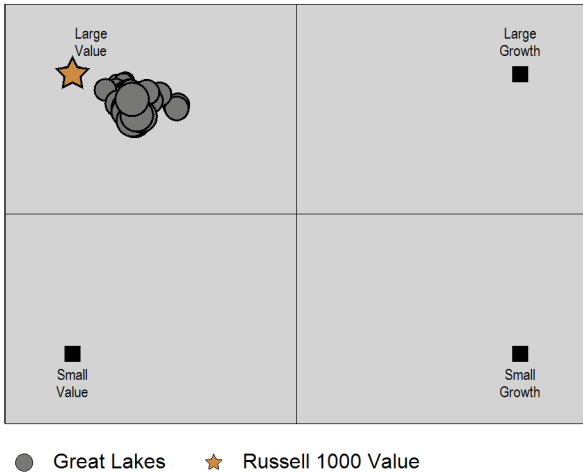 Large
Value
Large
Growth
Small
Value
Small
Growth
Great Lakes
Russell 1000 Value